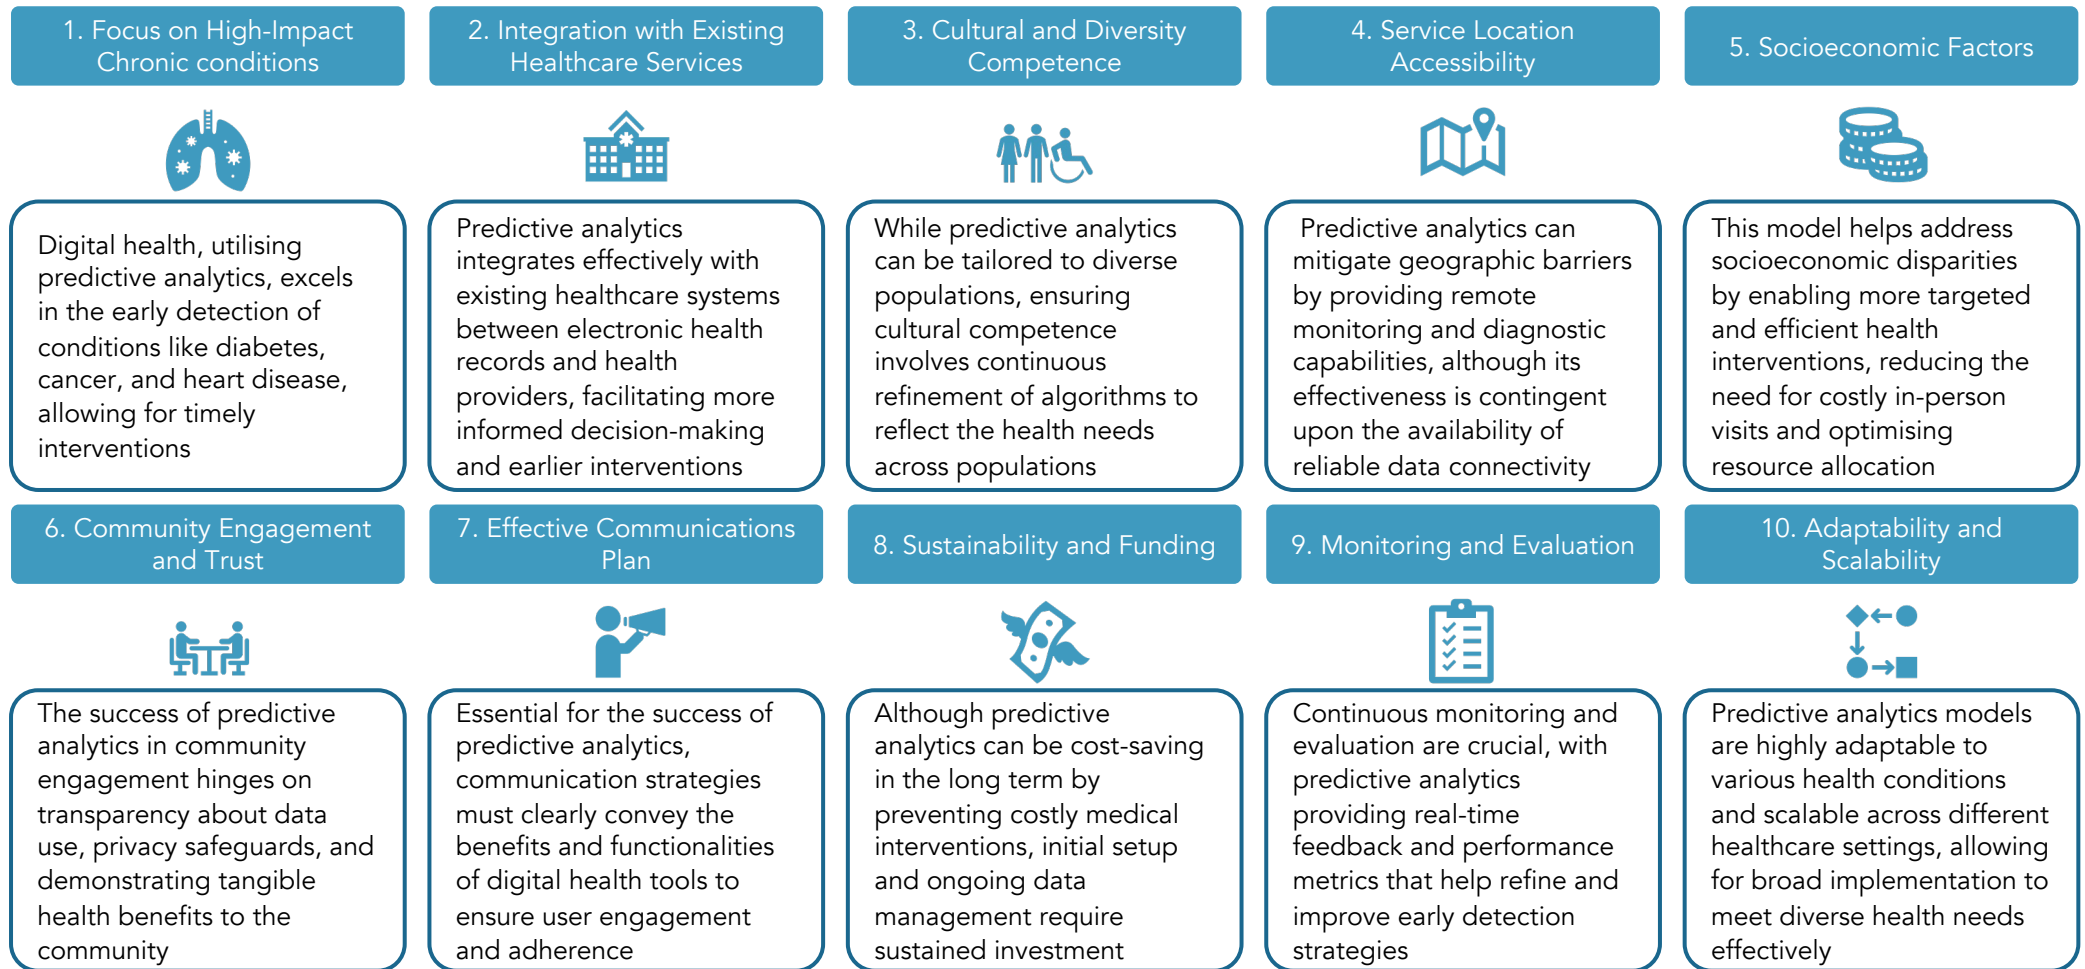 1. Focus on High-Impact
Chronic conditions
2. Integration with Existing
Healthcare Services
3. Cultural and Diversity
Competence
4. Service Location
Accessibility
5. Socioeconomic Factors
Digital health, utilising
predictive analytics, excels
in the early detection of
conditions like diabetes,
cancer, and heart disease,
allowing for timely
interventions
Predictive analytics
integrates effectively with
existing healthcare systems
between electronic health
records and health
providers, facilitating more
informed decision-making
and earlier interventions
While predictive analytics
can be tailored to diverse
populations, ensuring
cultural competence
involves continuous
refinement of algorithms to
reflect the health needs
across populations
Predictive analytics can
mitigate geographic barriers
by providing remote
monitoring and diagnostic
capabilities, although its
effectiveness is contingent
upon the availability of
reliable data connectivity
This model helps address
socioeconomic disparities
by enabling more targeted
and efficient health
interventions, reducing the
need for costly in-person
visits and optimising
resource allocation
6. Community Engagement
and Trust
7. Effective Communications
Plan
8. Sustainability and Funding
9. Monitoring and Evaluation
10. Adaptability and
Scalability
The success of predictive
analytics in community
engagement hinges on
transparency about data
use, privacy safeguards, and
demonstrating tangible
health benefits to the
community
Essential for the success of
predictive analytics,
communication strategies
must clearly convey the
benefits and functionalities
of digital health tools to
ensure user engagement
and adherence
Although predictive
analytics can be cost-saving
in the long term by
preventing costly medical
interventions, initial setup
and ongoing data
management require
sustained investment
Continuous monitoring and
evaluation are crucial, with
predictive analytics
providing real-time
feedback and performance
metrics that help refine and
improve early detection
strategies
Predictive analytics models
are highly adaptable to
various health conditions
and scalable across different
healthcare settings, allowing
for broad implementation to
meet diverse health needs
effectively